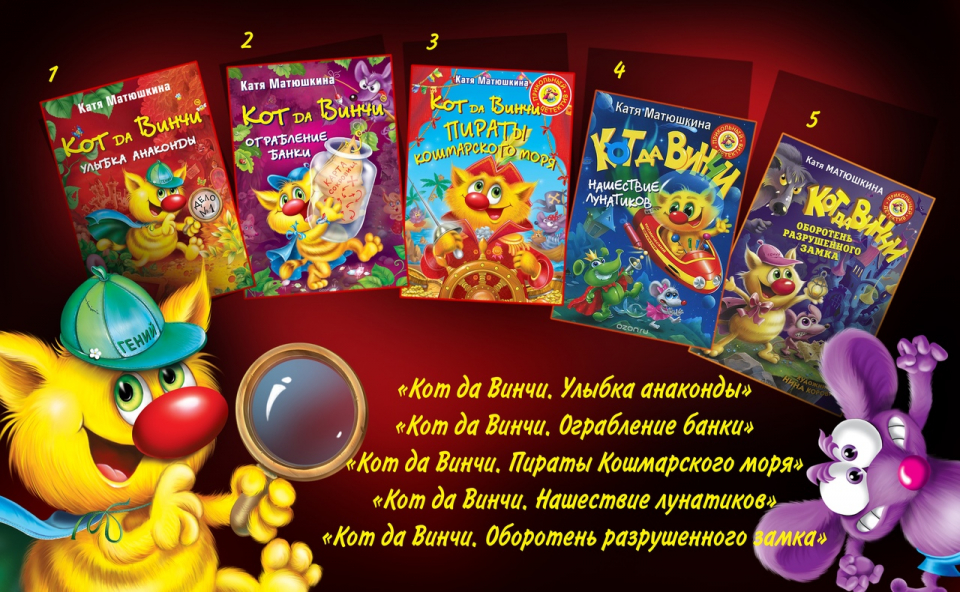 1
2
3
4
5
Катя Матюшкина
Кот да Винчи
УЛЫБКА АНАКОНДЫ
ДЕЛО
№1
Катя Матюшкина
Кот да Винчи
ОГРАБЛЕНИЕ
БАНКИ
Катя Матюшкина
Кот да Винчи
ПИРАТЫ
КОШМАРСКОГО МОРЯ
Катя Матюшкина
Кот да Винчи
НАШЕСТВИЕ
ЛУНАТИКОВ
ozon.ru
Катя Матюшкина
Кот да Винчи
ОБОРОТЕНЬ
РАЗРУШЕННОГО
ЗАМКА
ГЕНИЙ
«Кот да Винчи. Улыбка анаконды»
«Кот да Винчи. Ограбление банки»
«Кот да Винчи. Пираты Кошмарского моря»
«Кот да Винчи. Нашествие лунатиков»
«Кот да Винчи. Оборотень разрушенного замка»